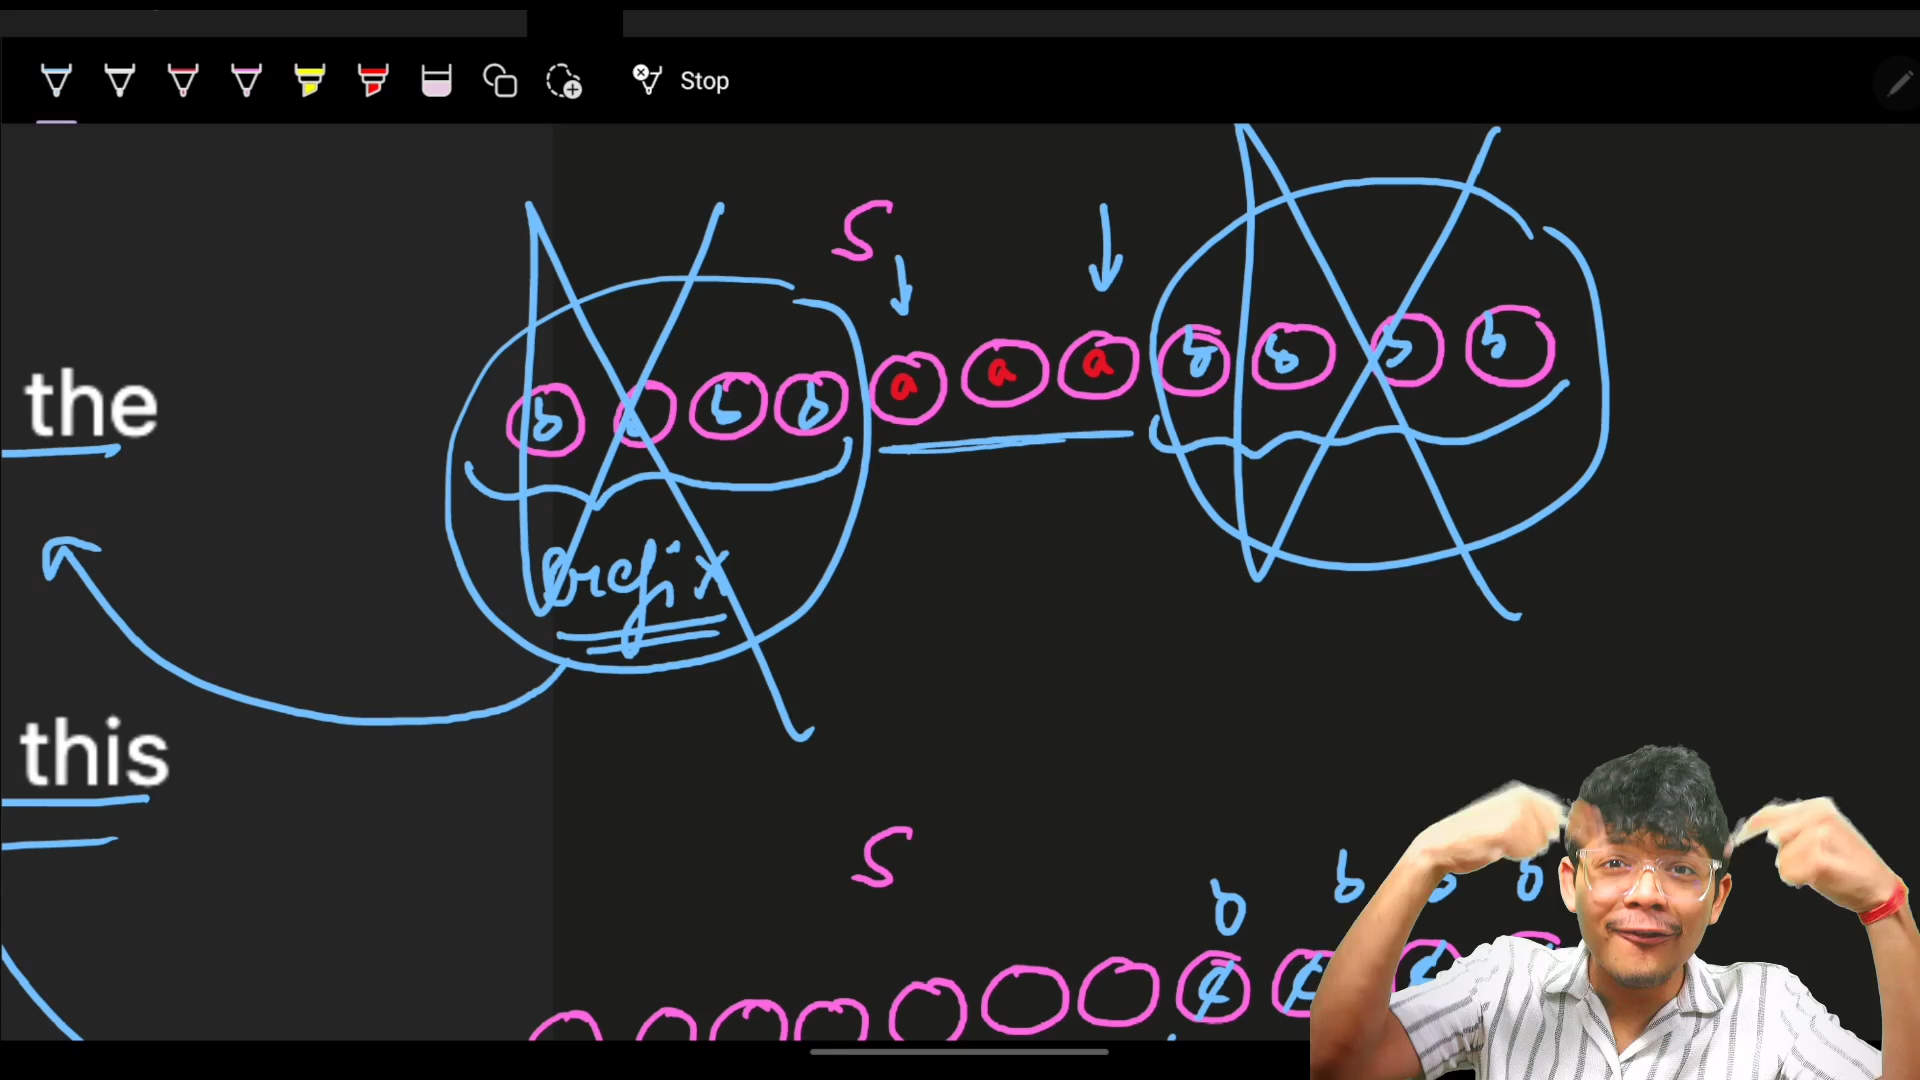 Stop
S
a a a b b b b
b b b b
the
prefix
this
S
b b b b
¢ ¢ ¢